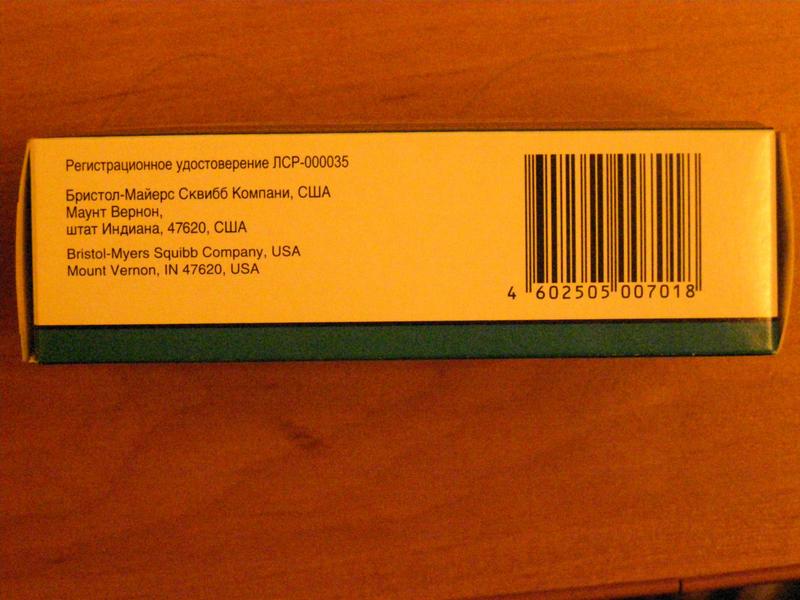 Регистрационное удостоверение ЛСР-000035
Бристол-Майерс Сквибб Компани, США
Маунт Вернон,
штат Индиана, 47620, США
Bristol-Myers Squibb Company, USA
Mount Vernon, IN 47620, USA
4 602505 007018